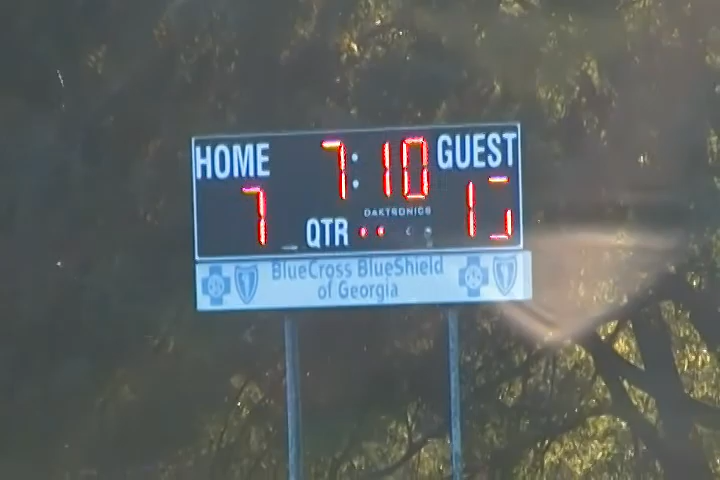 HOME 7:10 GUEST
7 1
DAKTRONICS
QTR
BlueCross BlueShield
of Georgia